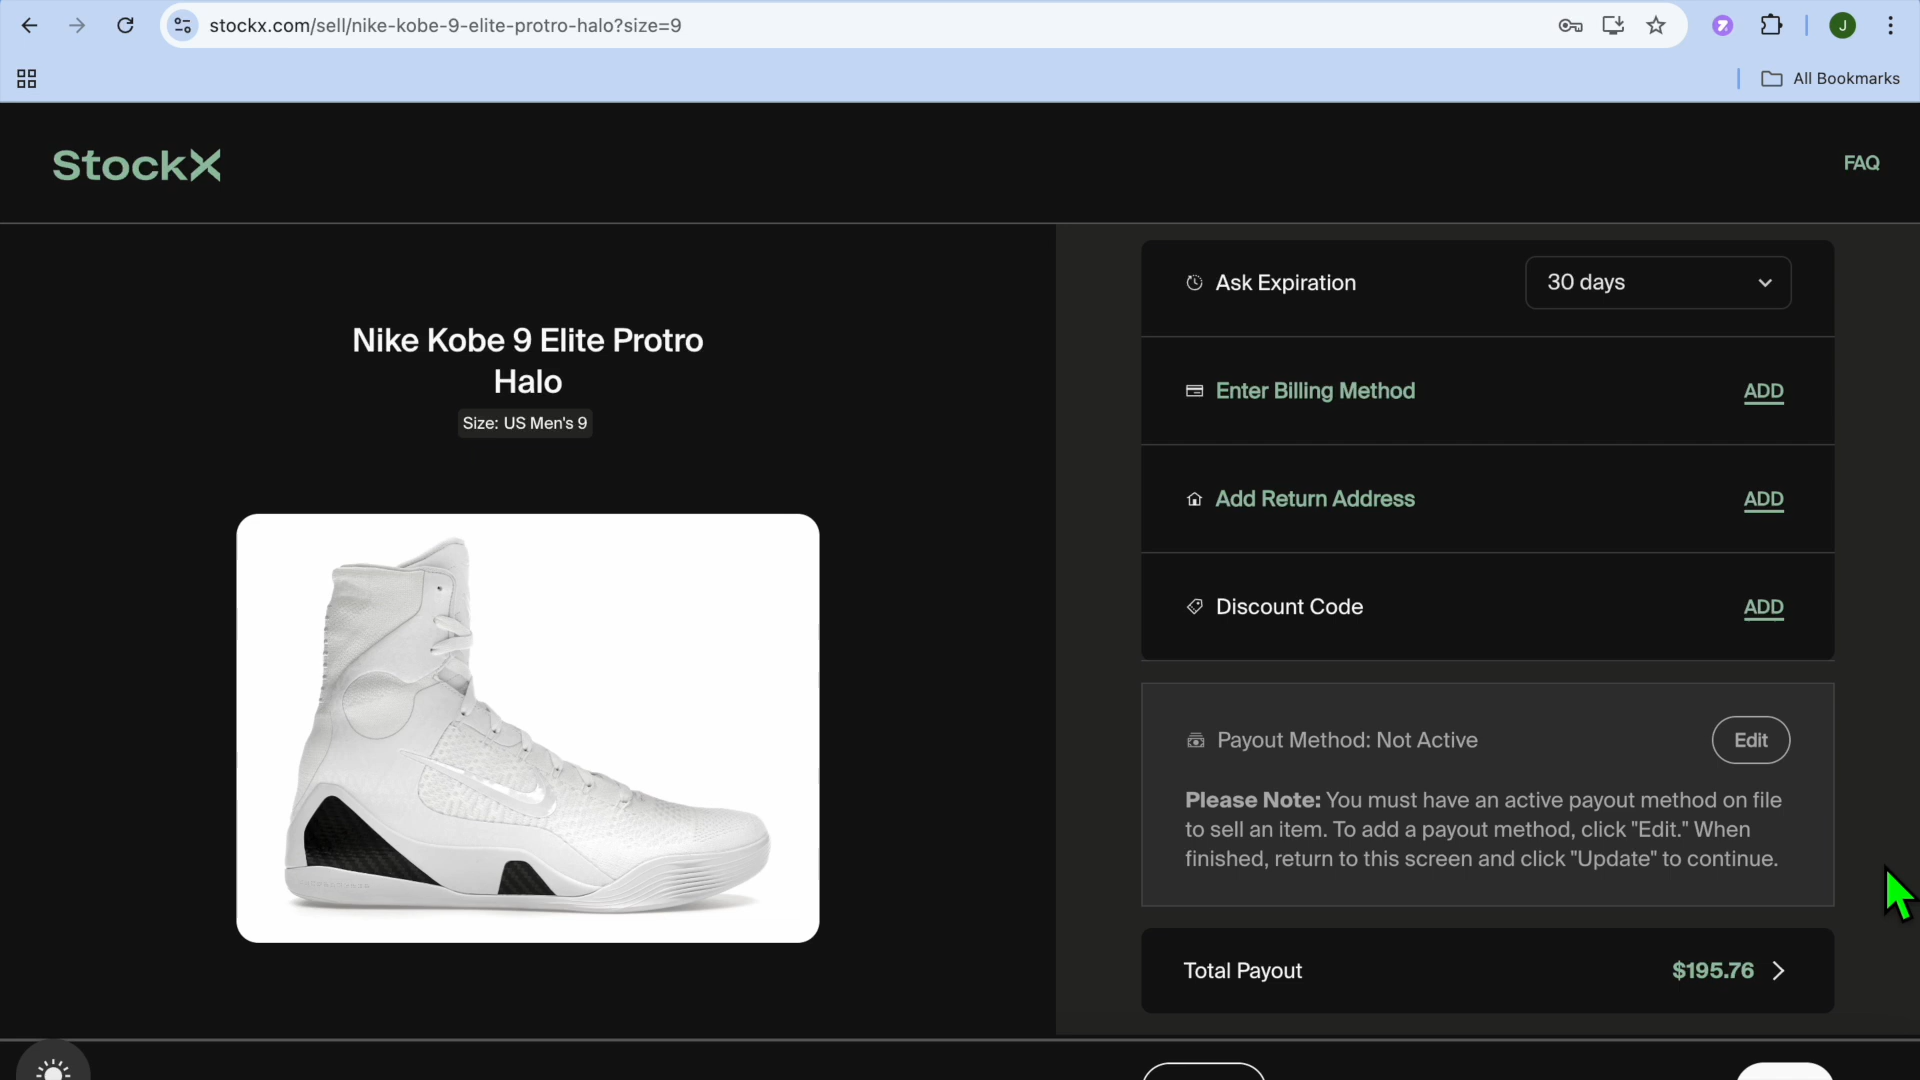 stockx.com/sell/nike-kobe-9-elite-protro-halo?size=9
J
All Bookmarks
StockX
FAQ
Nike Kobe 9 Elite Protro
Halo
Size: US Men's 9
Ask Expiration
30 days
Enter Billing Method
ADD
Add Return Address
ADD
Discount Code
ADD
Payout Method: Not Active
Edit
Please Note: You must have an active payout method on file
to sell an item. To add a payout method, click "Edit." When
finished, return to this screen and click "Update" to continue.
Total Payout
$195.76